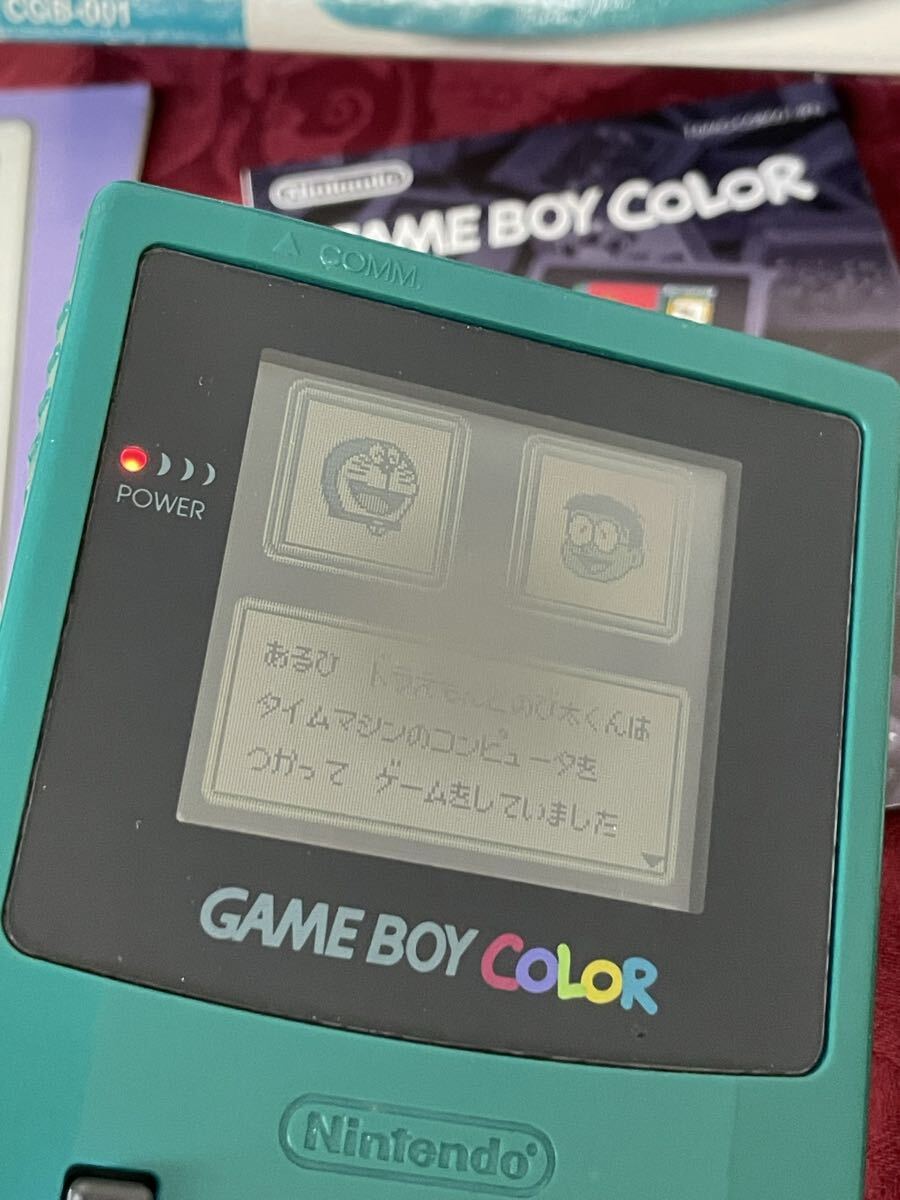 CGB-001
Nintendo
GAME BOY COLOR
COMM.
POWER
あるひ ドラえもんとのび太くんは
タイムマシンのコンピュータを
つかって ゲームをしていました
GAME BOY COLOR
Nintendo